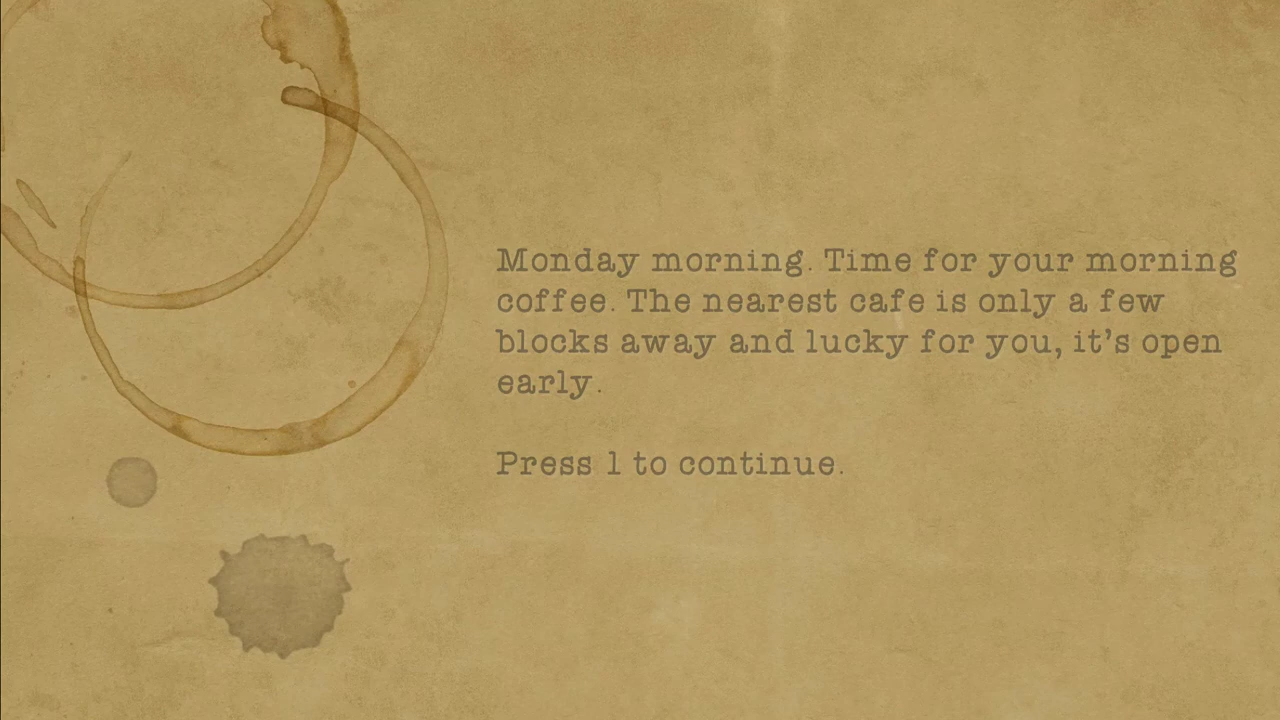 Monday morning. Time for your morning
coffee. The nearest cafe is only a few
blocks away and lucky for you, it’s open
early.
Press 1 to continue.